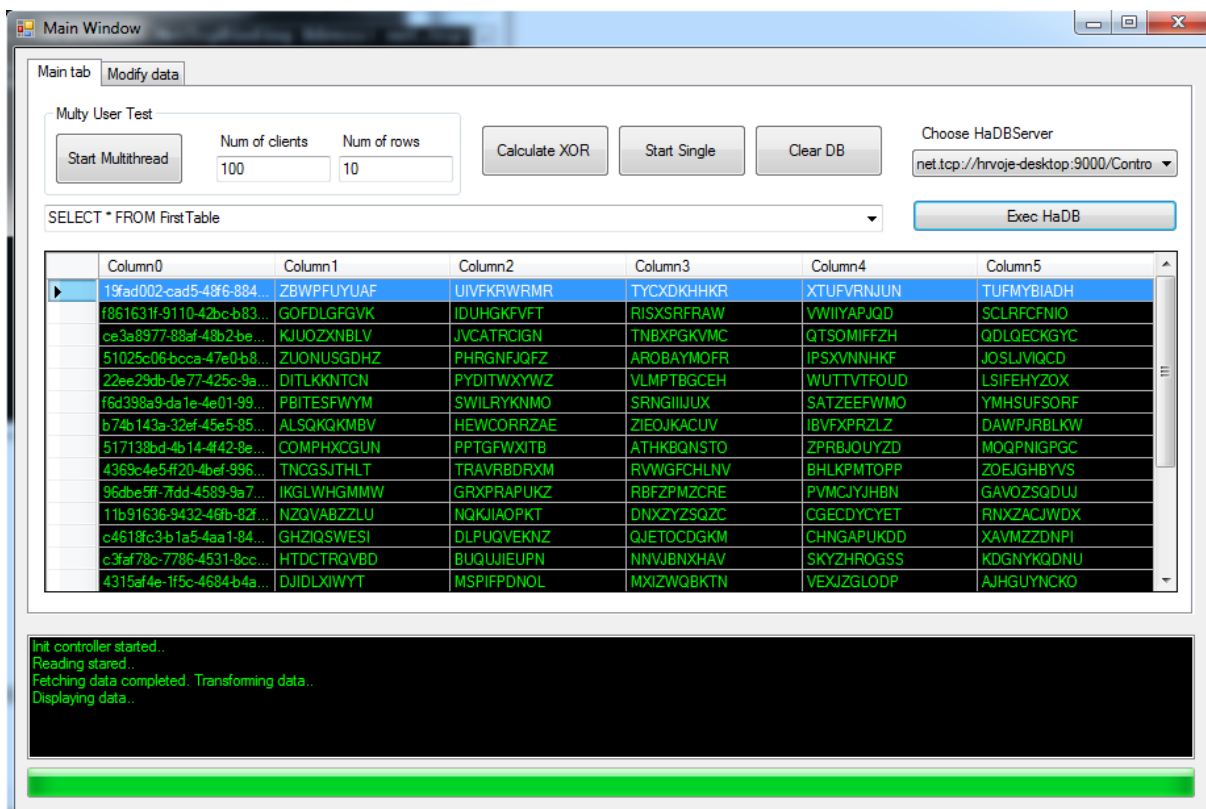 Main Window
Main tab Modify data
Multy User Test
Num of clients Num of rows
Start Multithread 100 10
Calculate XOR Start Single Clear DB
Choose HaDBServer
net.tcp://hrvoje-desktop:9000/Contro
SELECT * FROM FirstTable
Exec HaDB
Column0 Column1 Column2 Column3 Column4 Column5
19fad002-cad5-48f6-884... ZBWPFUYUAF UIVFKRWRMR TYCXDKHHKR XTUFVRNJUN TUFMYBIADH
f861631f-9110-42bc-b83... GOFDLGFGVK IDUHGKFVFT RISXSRFRAW VWIIYAPJQD SCLRFCFNIO
ce3a8977-88af-48b2-be... KJUOZXNBLV JVCATRCIGN TNBXPGKVMC QTSOMIFFZH QDLQECKGYC
51025c06-bcca-47e0-b8... ZUONUSGDHZ PHRGNFJQFZ AROBAYMOFR IPSXVNNHKF JOSLJVIQCD
22ee29db-0e77-425c-9a... DITLKKNTCN PYDITWXYWZ VLMPTBGCEH WUTTVTFOUD LSIFEHYZOX
f6d398a9-da1e-4e01-99... PBITESFWYM SWILRYKNMO SRNGIIIJUX SATZEEFWMO YMHSUFSORF
b74b143a-32ef-45e5-85... ALSQKQKMBV HEWCORRZAE ZIEOJKACUV IBVFXPRZLZ DAWPJRBLKW
517138bd-4b14-4f42-8e... COMPHXCGUN PPTGFWXITB ATHKBQNSTO ZPRBJOUYZD MOQPNIGPGC
4369c4e5-ff20-4bef-996... TNCGSJTHLT TRAVRBDRXM RVWGFCHLNV BHLKPMTOPP ZOEJGHBYVS
96dbe5ff-7fdd-4589-9a7... IKGLWHGMMW GRXPRAPUKZ RBFZPMZCRE PVMCJYJHBN GAVOZSQDUJ
11b91636-9432-46fb-82f... NZQVABZZLU NQKJIAOPKT DNXZYZSQZC CGECDYCYET RNXZACJWDX
c4618fc3-b1a5-4aa1-84... GHZIQSWESI DLPUQVEKNZ QJETOCDGKM CHNGAPUKDD XAVMZZDNPI
c3faf78c-7786-4531-8cc... HTDCTRQVBD BUQUJIEUPN NNVJBNXHAV SKYZHROGSS KDGNYKQDNU
4315af4e-1f5c-4684-b4a... DJIDLXIWYT MSPIFPDNOL MXIZWQBKTN VEXJZGLODP AJHGUYNCKO
Init controller started..
Reading stared..
Fetching data completed. Transforming data..
Displaying data..